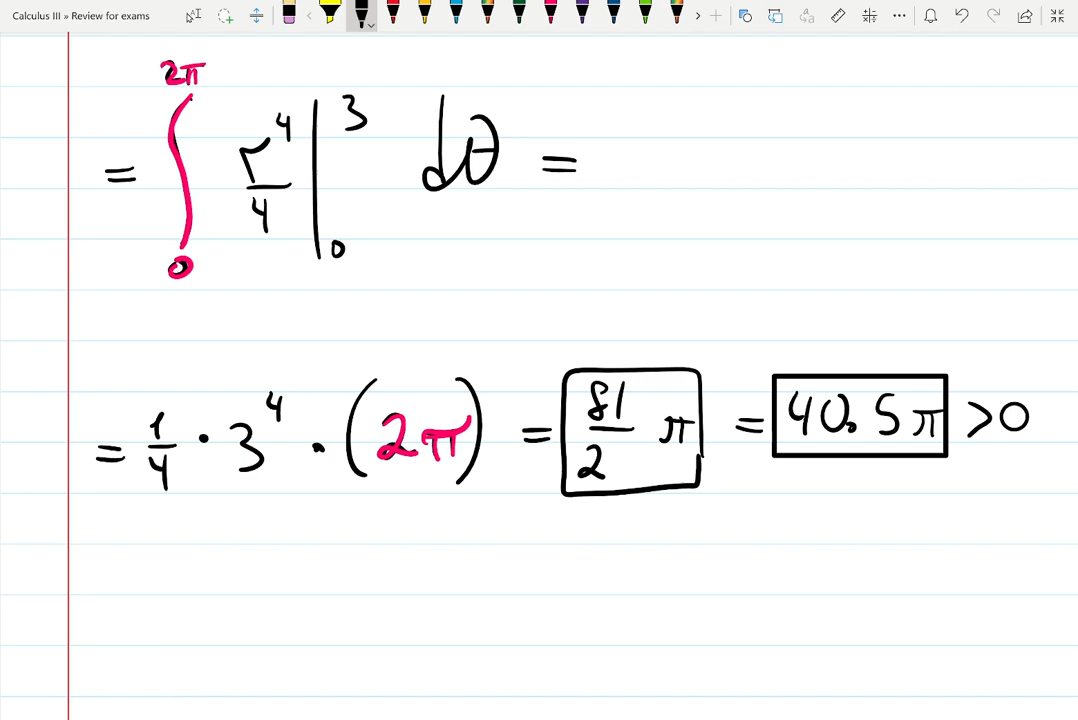 Calculus III » Review for exams
= ∫₀^{2π} r⁴/4 |₀³ dθ =
= 1/4 · 3⁴ · (2π) = 81/2 π = 40.5π >0